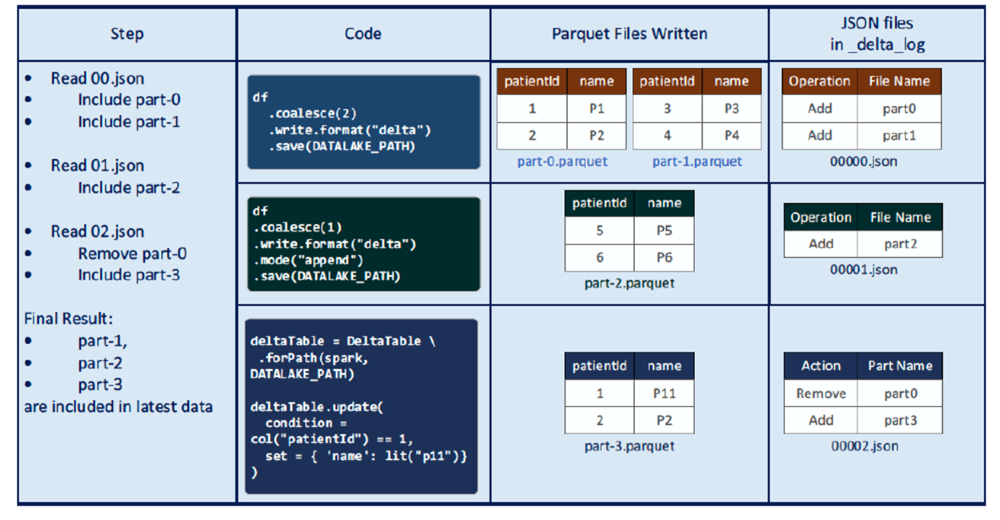 Step
Code
Parquet Files Written
JSON files
in _delta_log
• Read 00.json
• Include part-0
• Include part-1
• Read 01.json
• Include part-2
• Read 02.json
• Remove part-0
• Include part-3
Final Result:
• part-1,
• part-2
• part-3
are included in latest data
df
.coalesce(2)
.write.format("delta")
.save(DATALAKE_PATH)
patientId name
1 P1
2 P2
part-0.parquet
patientId name
3 P3
4 P4
part-1.parquet
Operation File Name
Add part0
Add part1
00000.json
df
.coalesce(1)
.write.format("delta")
.mode("append")
.save(DATALAKE_PATH)
patientId name
5 P5
6 P6
part-2.parquet
Operation File Name
Add part2
00001.json
deltaTable = DeltaTable \
.forPath(spark,
DATALAKE_PATH)
deltaTable.update(
condition =
col("patientId") == 1,
set = { 'name': lit("p11")}
)
patientId name
1 P11
2 P2
part-3.parquet
Action Part Name
Remove part0
Add part3
00002.json